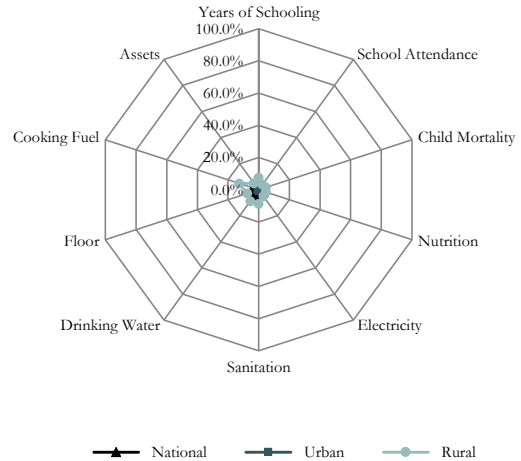 Years of Schooling
100.0%
Assets
School Attendance
80.0%
60.0%
Cooking Fuel
40.0%
Child Mortality
20.0%
0.0%
Floor
Nutrition
Drinking Water
Electricity
Sanitation
National Urban Rural